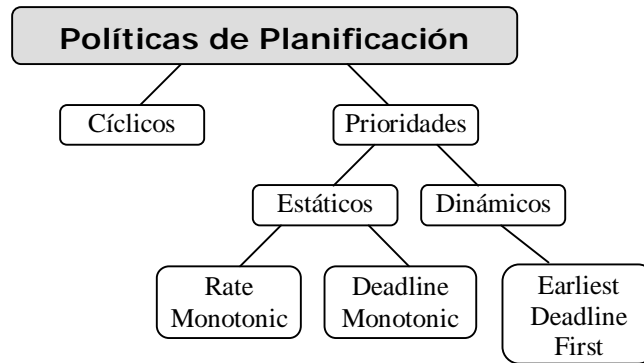 Políticas de Planificación
Cíclicos
Prioridades
Estáticos
Dinámicos
Rate
Monotonic
Deadline
Monotonic
Earliest
Deadline
First